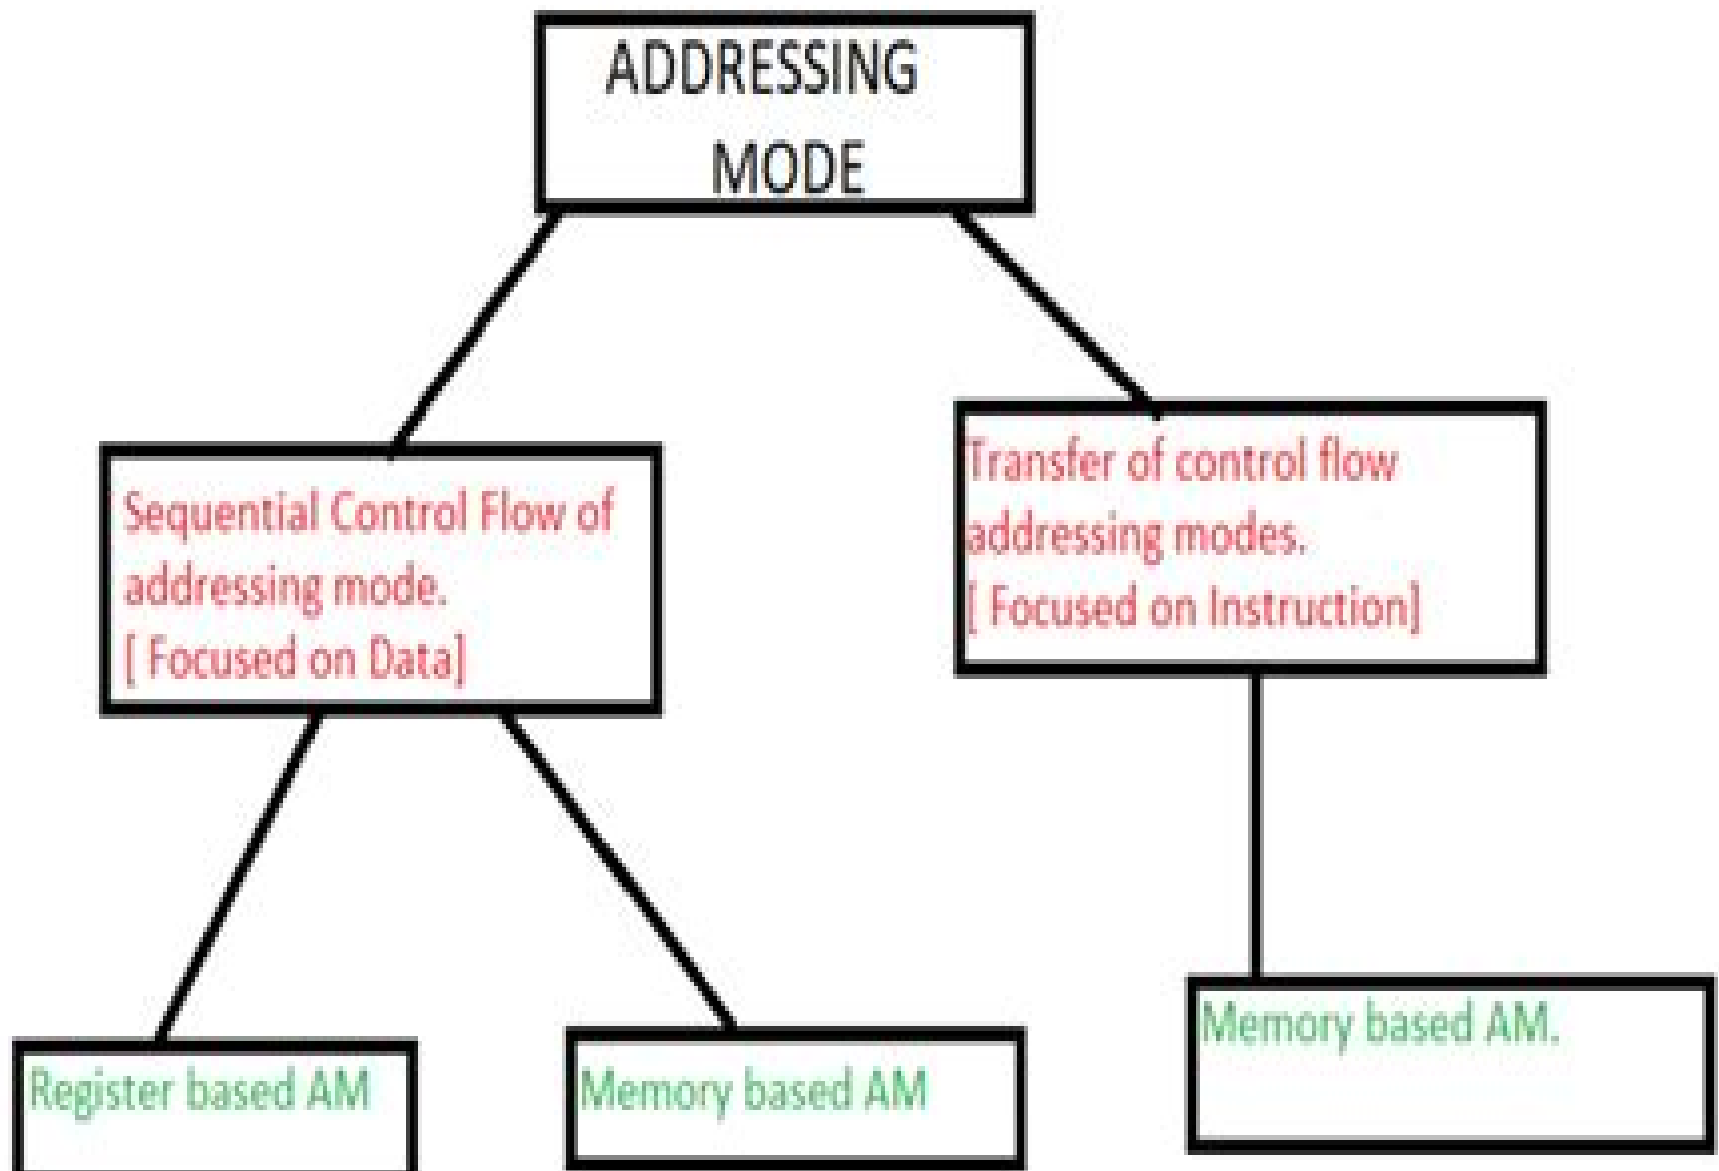 ADDRESSING
MODE
Sequential Control Flow of
addressing mode.
[ Focused on Data]
Transfer of control flow
addressing modes.
[ Focused on Instruction]
Register based AM
Memory based AM
Memory based AM.